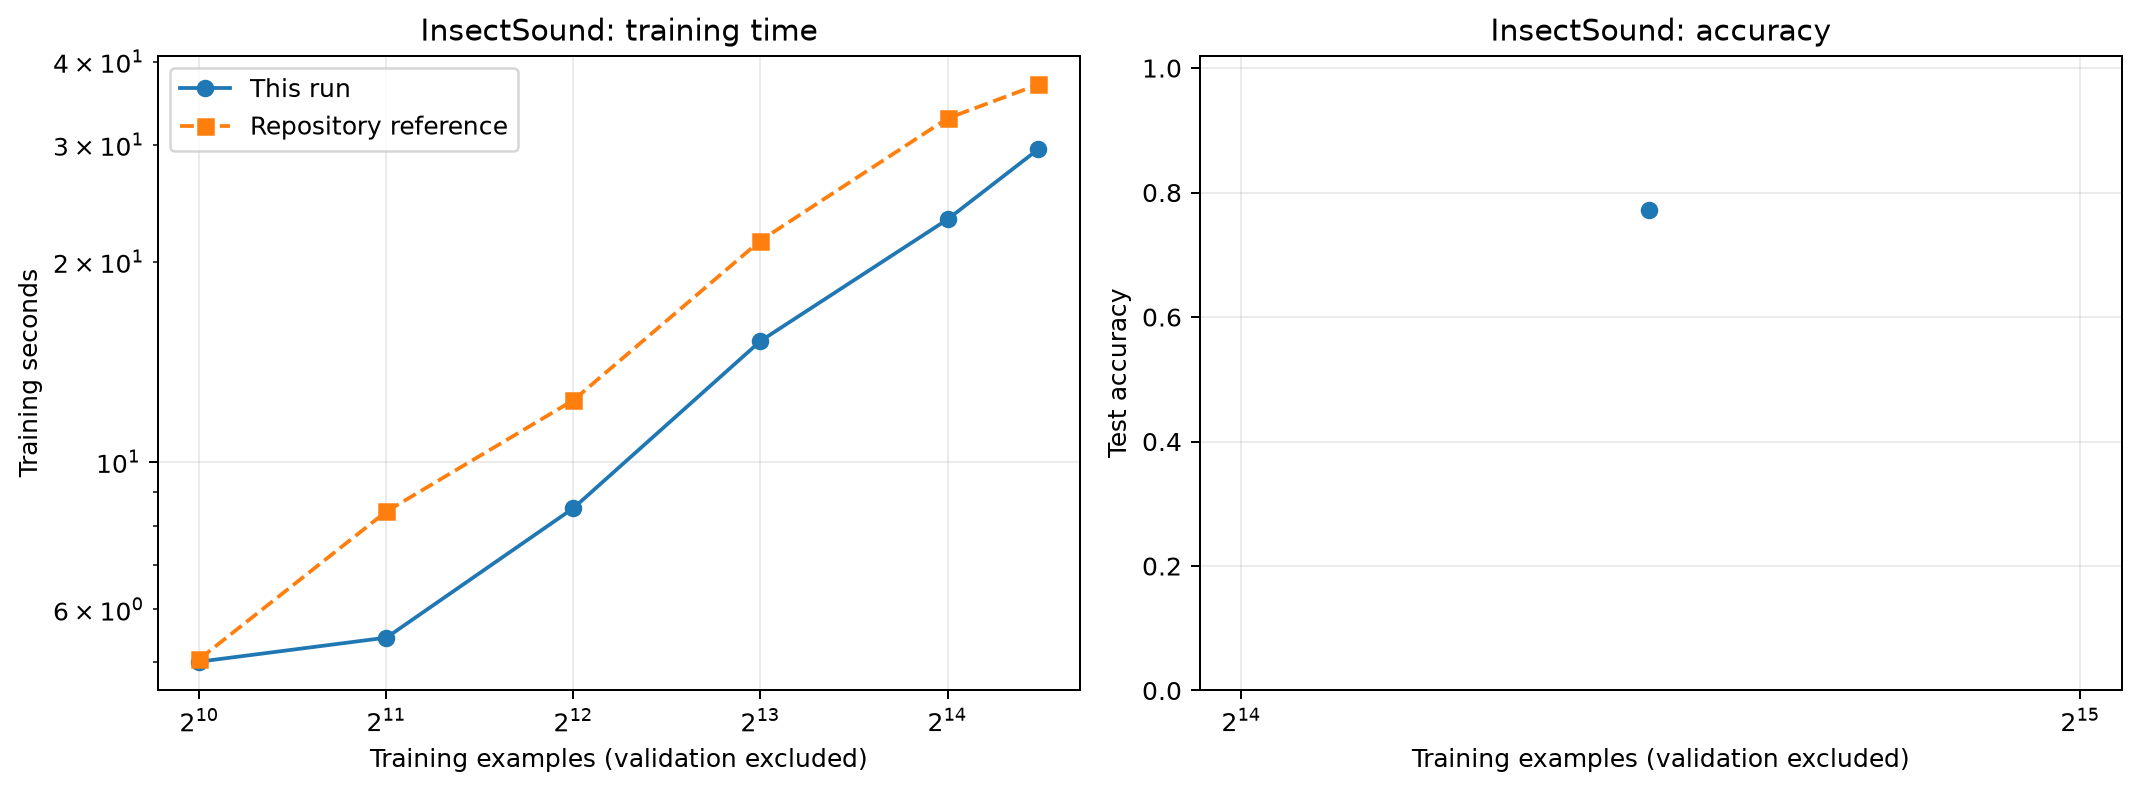 InsectSound: training time
4 × 10¹
3 × 10¹
2 × 10¹
10¹
6 × 10⁰
Training seconds
This run
Repository reference
2¹⁰ 2¹¹ 2¹² 2¹³ 2¹⁴
Training examples (validation excluded)
InsectSound: accuracy
1.0
0.8
0.6
0.4
0.2
0.0
Test accuracy
2¹⁴ 2¹⁵
Training examples (validation excluded)